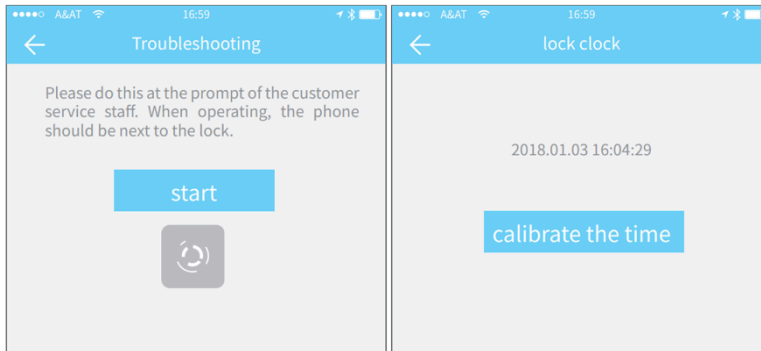 A&AT 16:59
Troubleshooting
Please do this at the prompt of the customer
service staff. When operating, the phone
should be next to the lock.
start
A&AT 16:59
lock clock
2018.01.03 16:04:29
calibrate the time